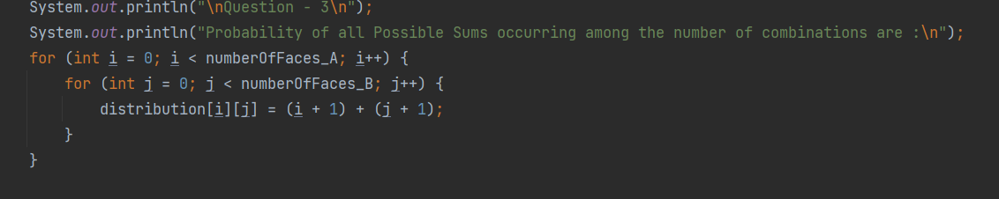 System.out.println("\nQuestion - 3\n");
System.out.println("Probability of all Possible Sums occurring among the number of combinations are :\n");
for (int i = 0; i < numberOfFaces_A; i++) {
for (int j = 0; j < numberOfFaces_B; j++) {
distribution[i][j] = (i + 1) + (j + 1);
}
}